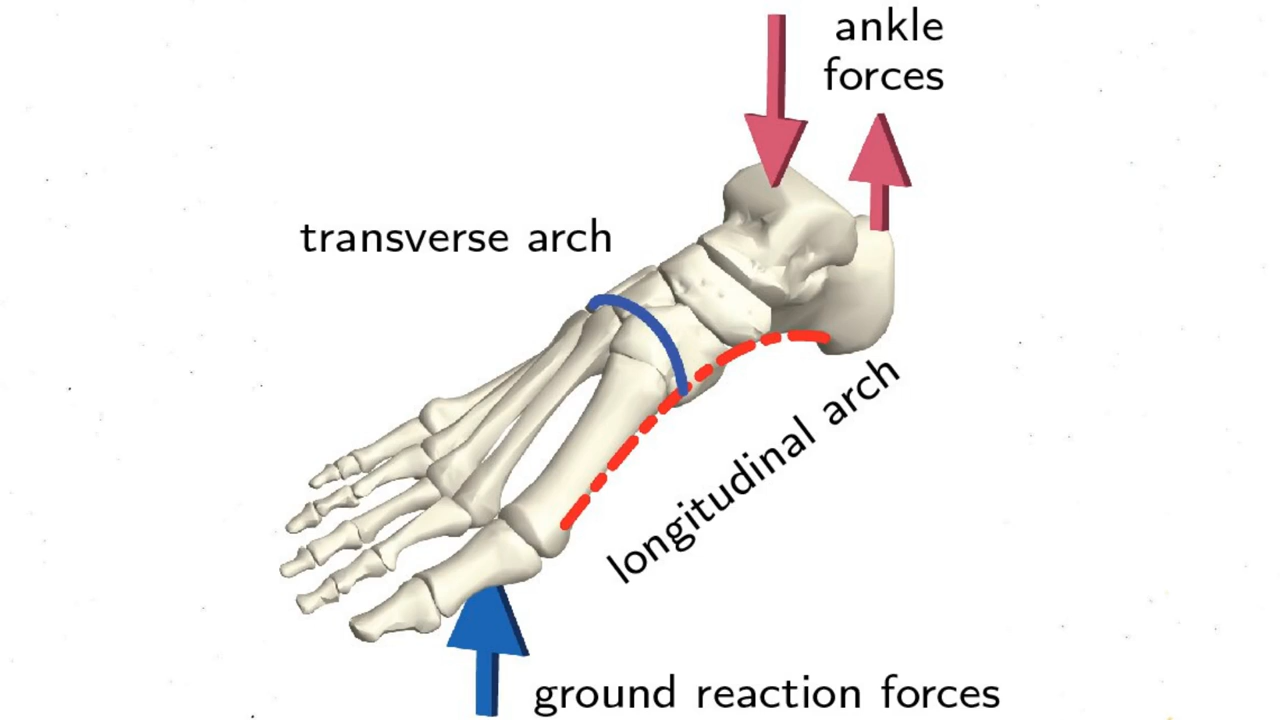 ankle
forces
transverse arch
longitudinal arch
ground reaction forces